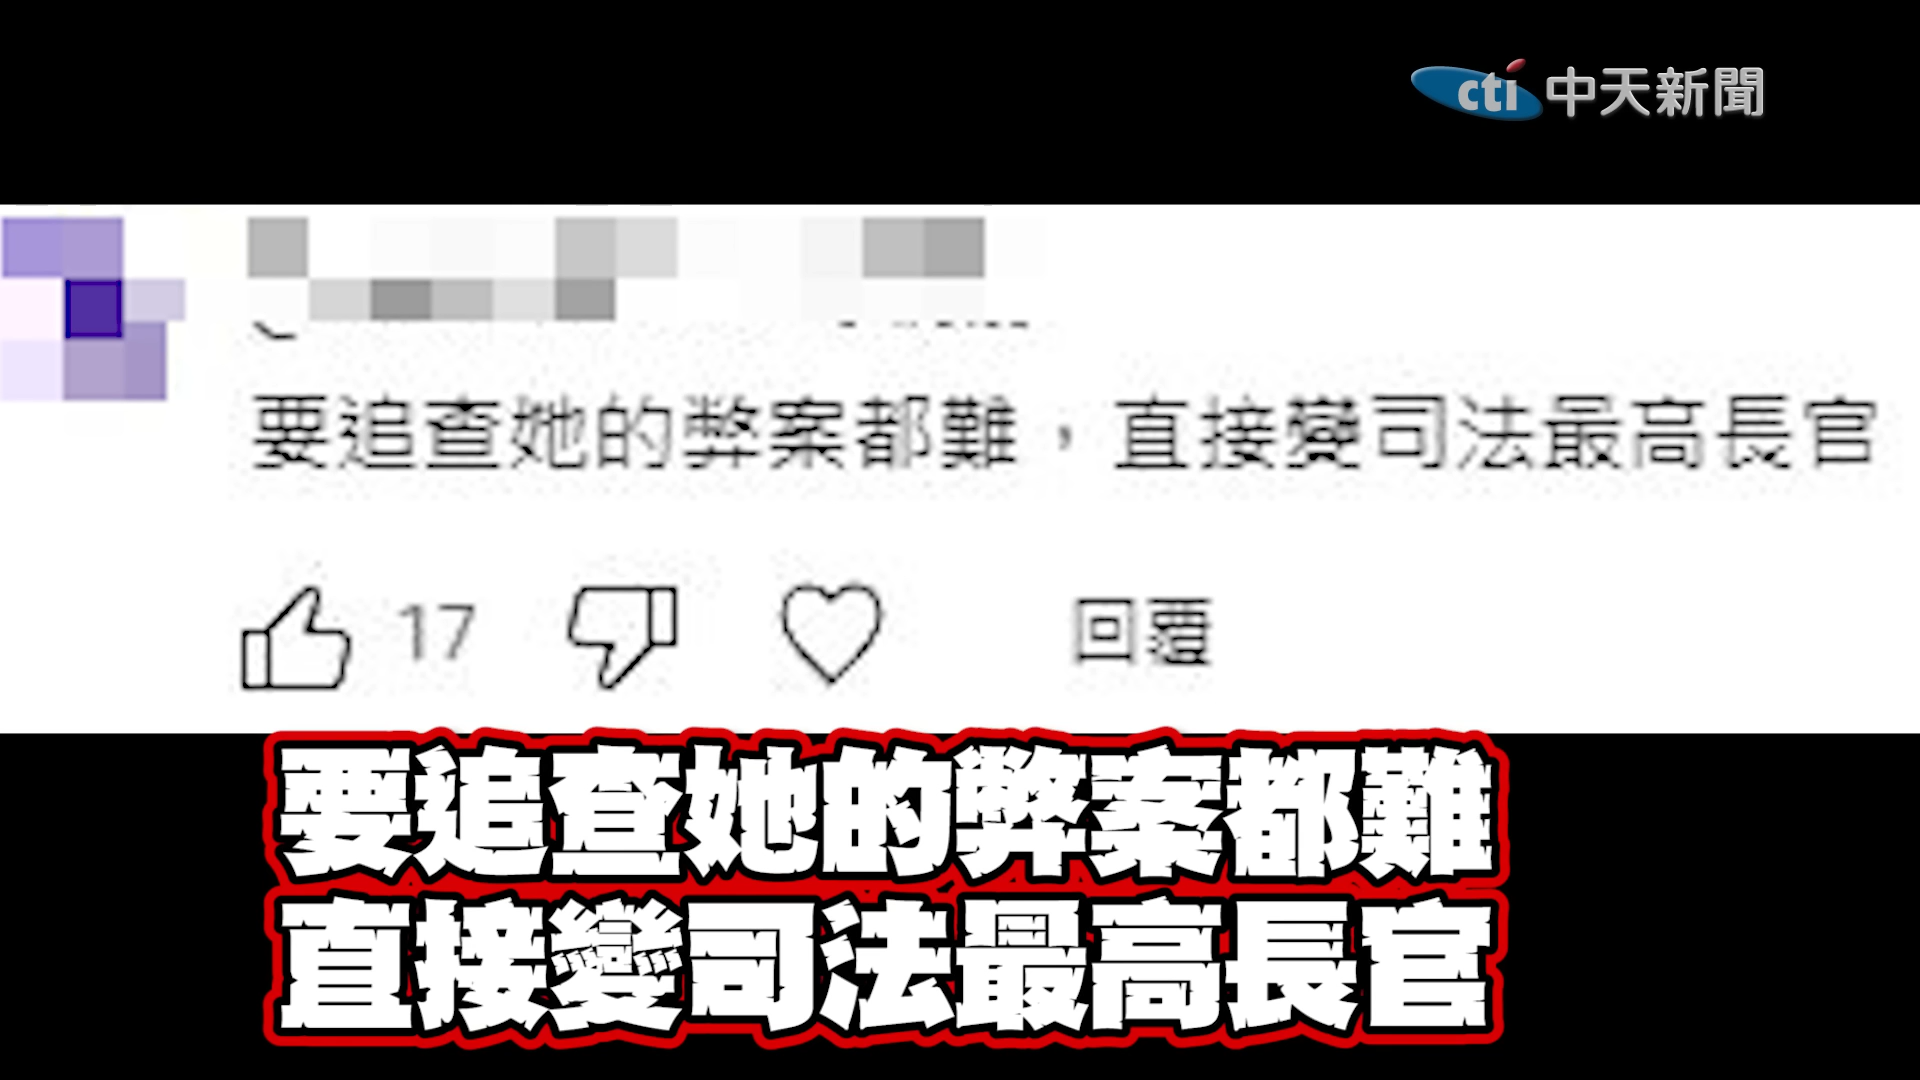 cti 中天新聞
要追查她的弊案都難，直接變司法最高長官
17 回覆
要追查她的弊案都難
直接變司法最高長官